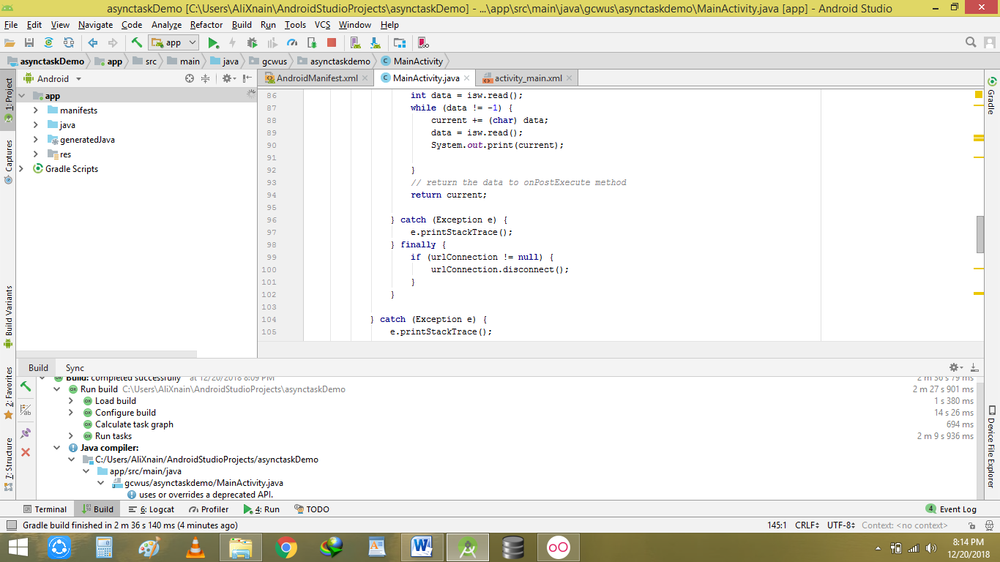 asynctaskDemo [C:\Users\AliXnain\AndroidStudioProjects\asynctaskDemo] - ...\app\src\main\java\gcwus\asynctaskdemo\MainActivity.java [app] - Android Studio
File Edit View Navigate Code Analyze Refactor Build Run Tools VCS Window Help
app
asynctaskDemo app src main java gcwus asynctaskdemo MainActivity
Android
AndroidManifest.xml MainActivity.java activity_main.xml
1: Project
Captures
Build Variants
2: Favorites
7: Structure
app
manifests
java
generatedJava
res
Gradle Scripts
86 int data = isw.read();
87 while (data != -1) {
88 current += (char) data;
89 data = isw.read();
90 System.out.print(current);
91
92 }
93 // return the data to onPostExecute method
94 return current;
95
96 } catch (Exception e) {
97 e.printStackTrace();
98 } finally {
99 if (urlConnection != null) {
100 urlConnection.disconnect();
101 }
102 }
103
104 } catch (Exception e) {
105 e.printStackTrace();
Gradle
Device File Explorer
Build Sync
Build: completed successfully at 12/20/2018 8:09 PM 2 m 36 s 79 ms
Run build C:\Users\AliXnain\AndroidStudioProjects\asynctaskDemo 2 m 27 s 901 ms
Load build 1 s 380 ms
Configure build 14 s 26 ms
Calculate task graph 694 ms
Run tasks 2 m 9 s 936 ms
Java compiler:
C:/Users/AliXnain/AndroidStudioProjects/asynctaskDemo
app/src/main/java
gcwus/asynctaskdemo/MainActivity.java
uses or overrides a deprecated API.
Terminal Build 6: Logcat Profiler 4: Run TODO 4 Event Log
Gradle build finished in 2 m 36 s 140 ms (4 minutes ago) 145:1 CRLF UTF-8 Context: <no context>
8:14 PM
12/20/2018